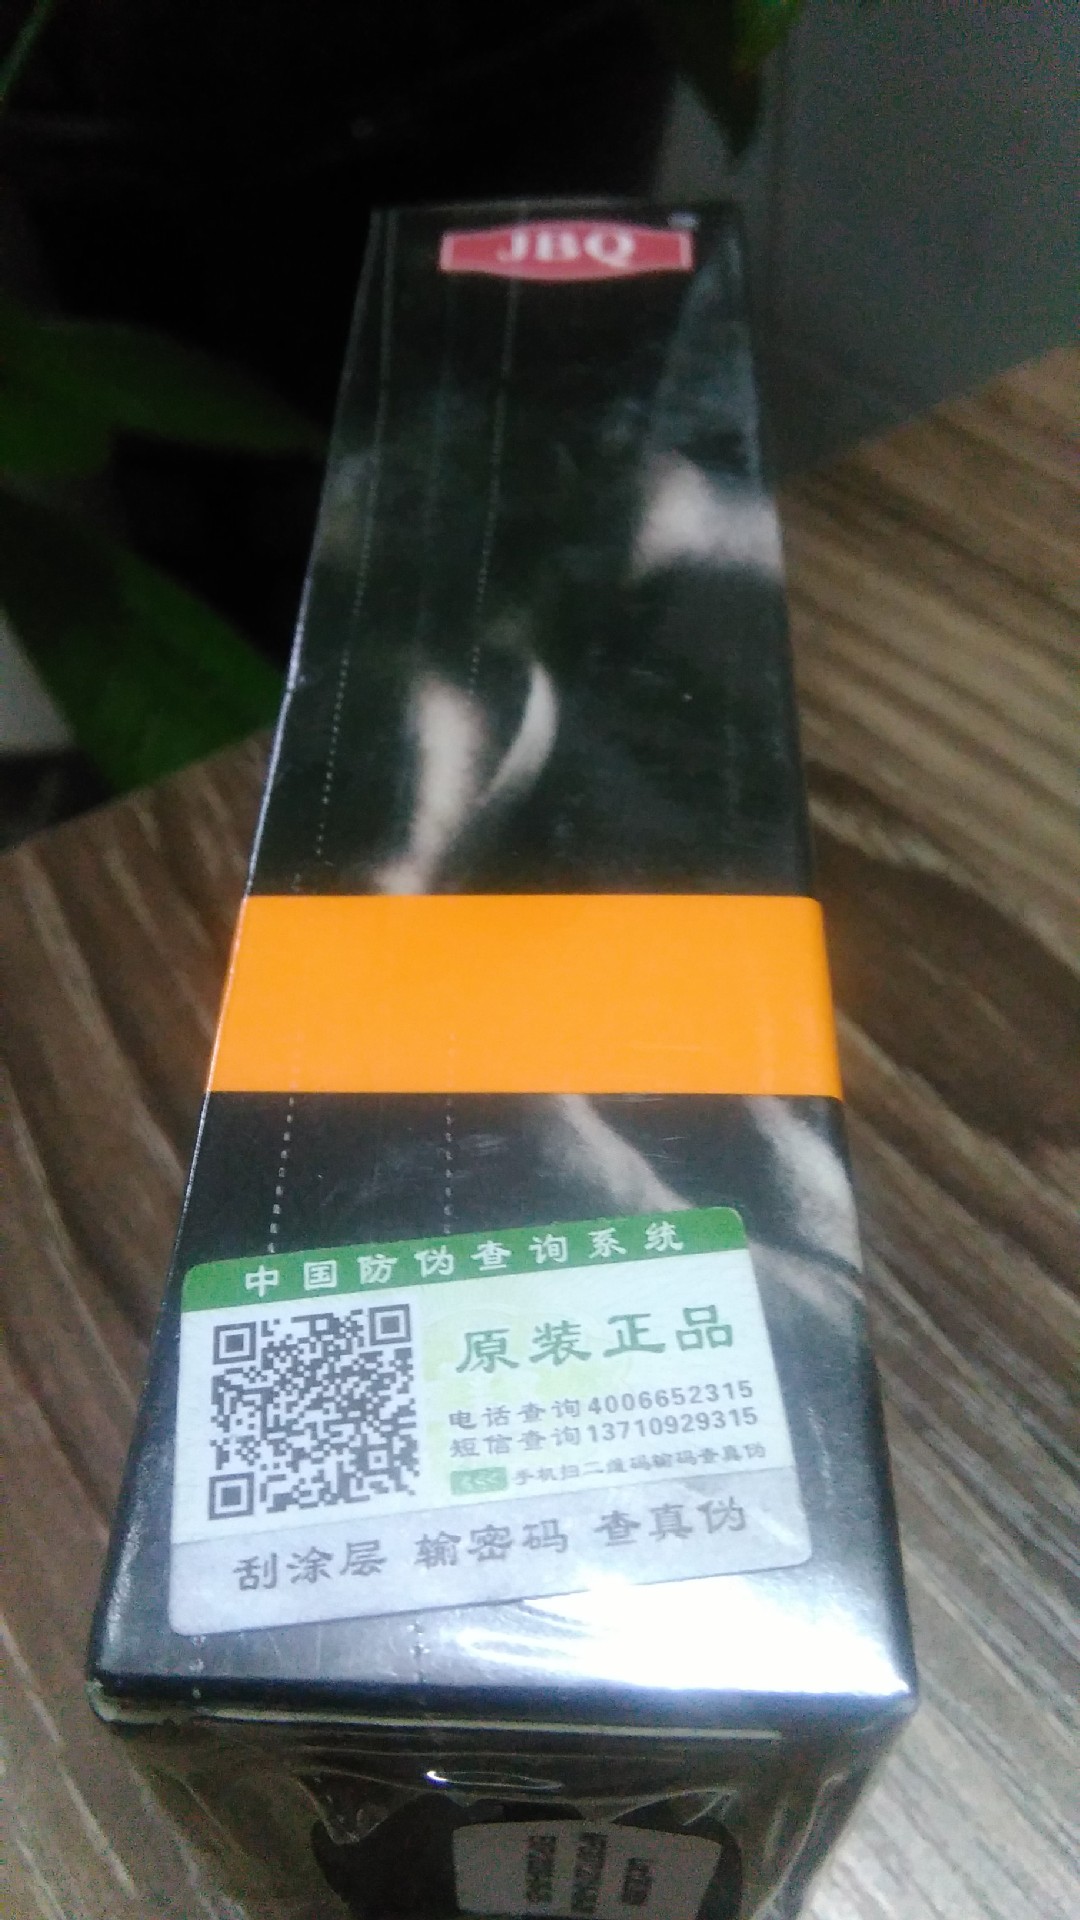 JBQ
中国防伪查询系统
原装正品
电话查询4006652315
短信查询13710929315
<<< 手机扫二维码输码查真伪
刮涂层 输密码 查真伪